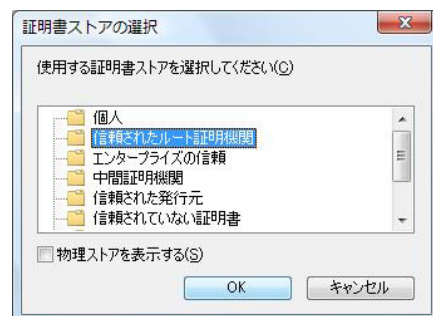 証明書ストアの選択
使用する証明書ストアを選択してください(C)
個人
信頼されたルート証明機関
エンタープライズの信頼
中間証明機関
信頼された発行元
信頼されていない証明書
物理ストアを表示する(S)
OK キャンセル